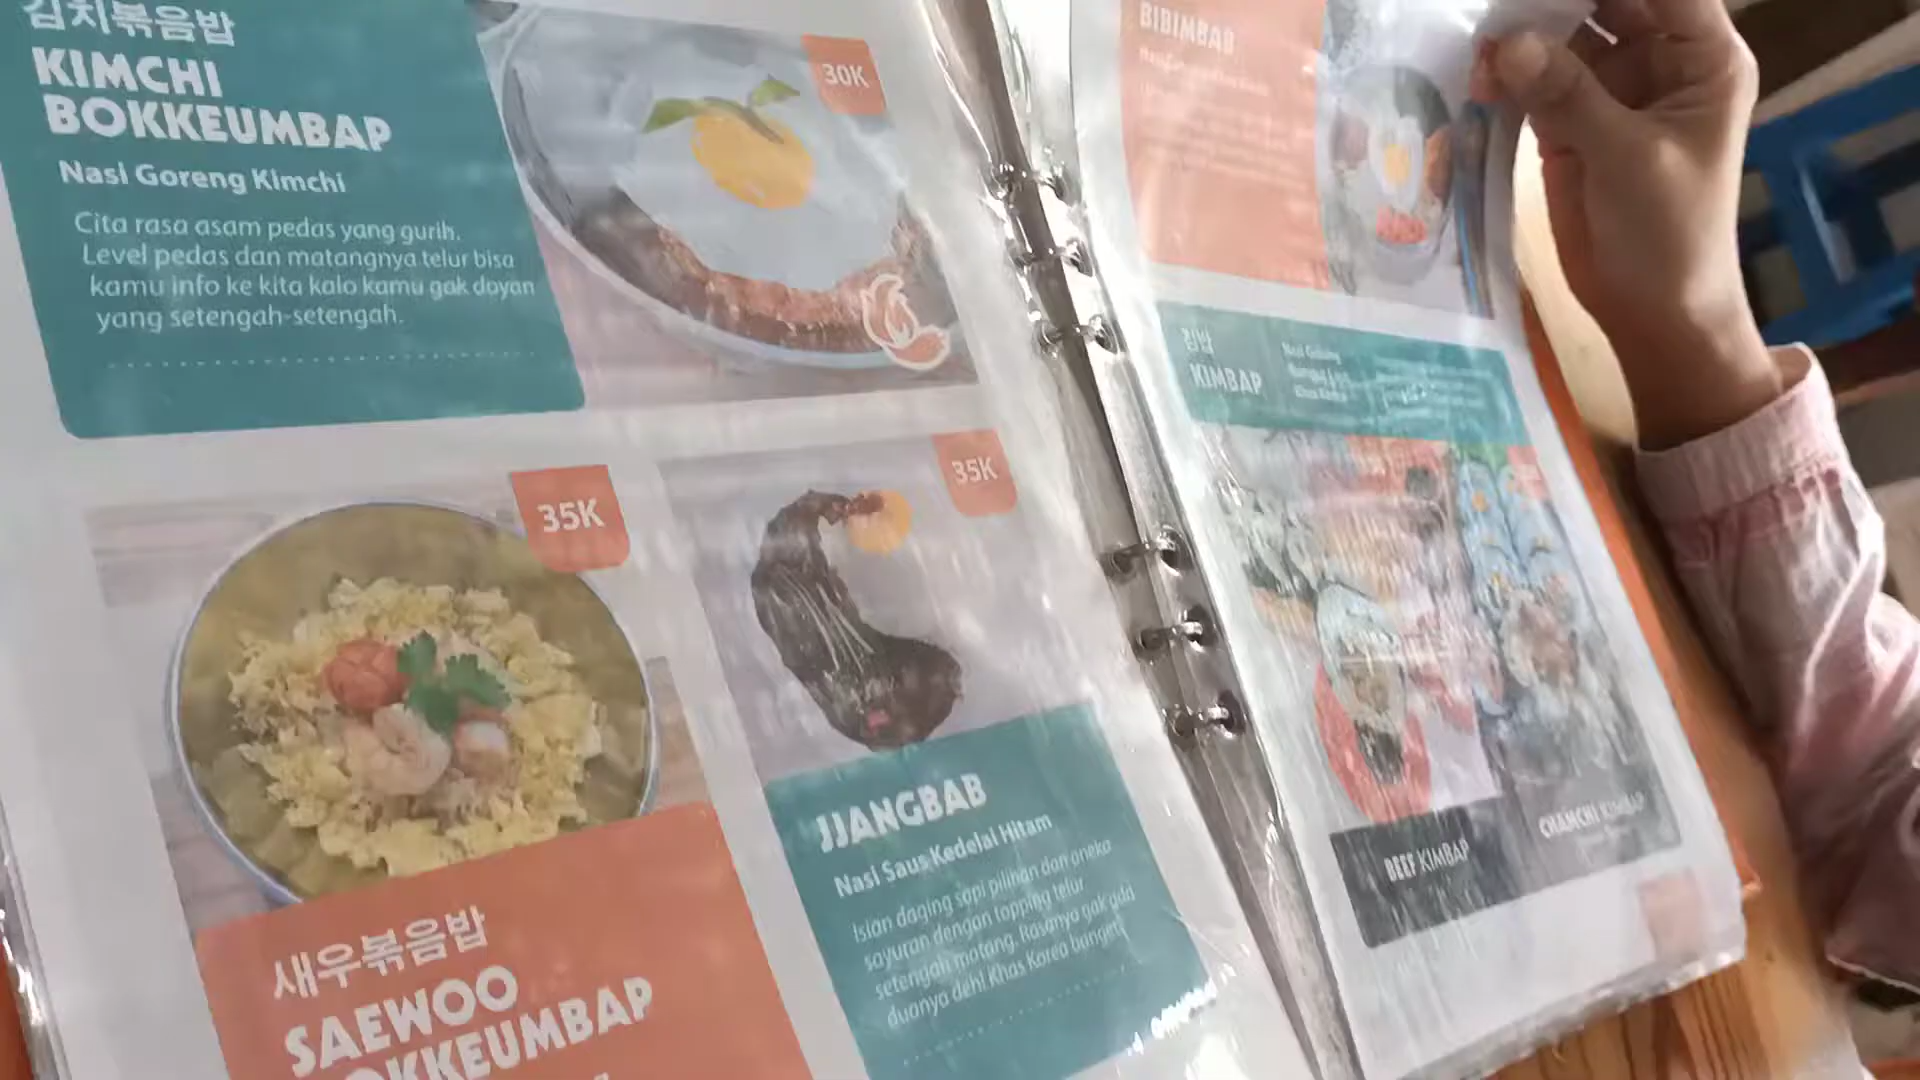 김치볶음밥
KIMCHI
BOKKEUMBAP
Nasi Goreng Kimchi
Cita rasa asam pedas yang gurih.
Level pedas dan matangnya telur bisa
kamu info ke kita kalo kamu gak doyan
yang setengah-setengah.
30K
35K
새우볶음밥
SAEWOO
BOKKEUMBAP
35K
JJANGBAB
Nasi Saus Kedelai Hitam
Isian daging sapi pilihan dan aneka
sayuran dengan topping telur
setengah matang. Rasanya gak ada
duanya deh! Khas Korea banget!
BIBIMBAB
김밥
KIMBAP
BEEF KIMBAP
CHAMCHI KIMBAP